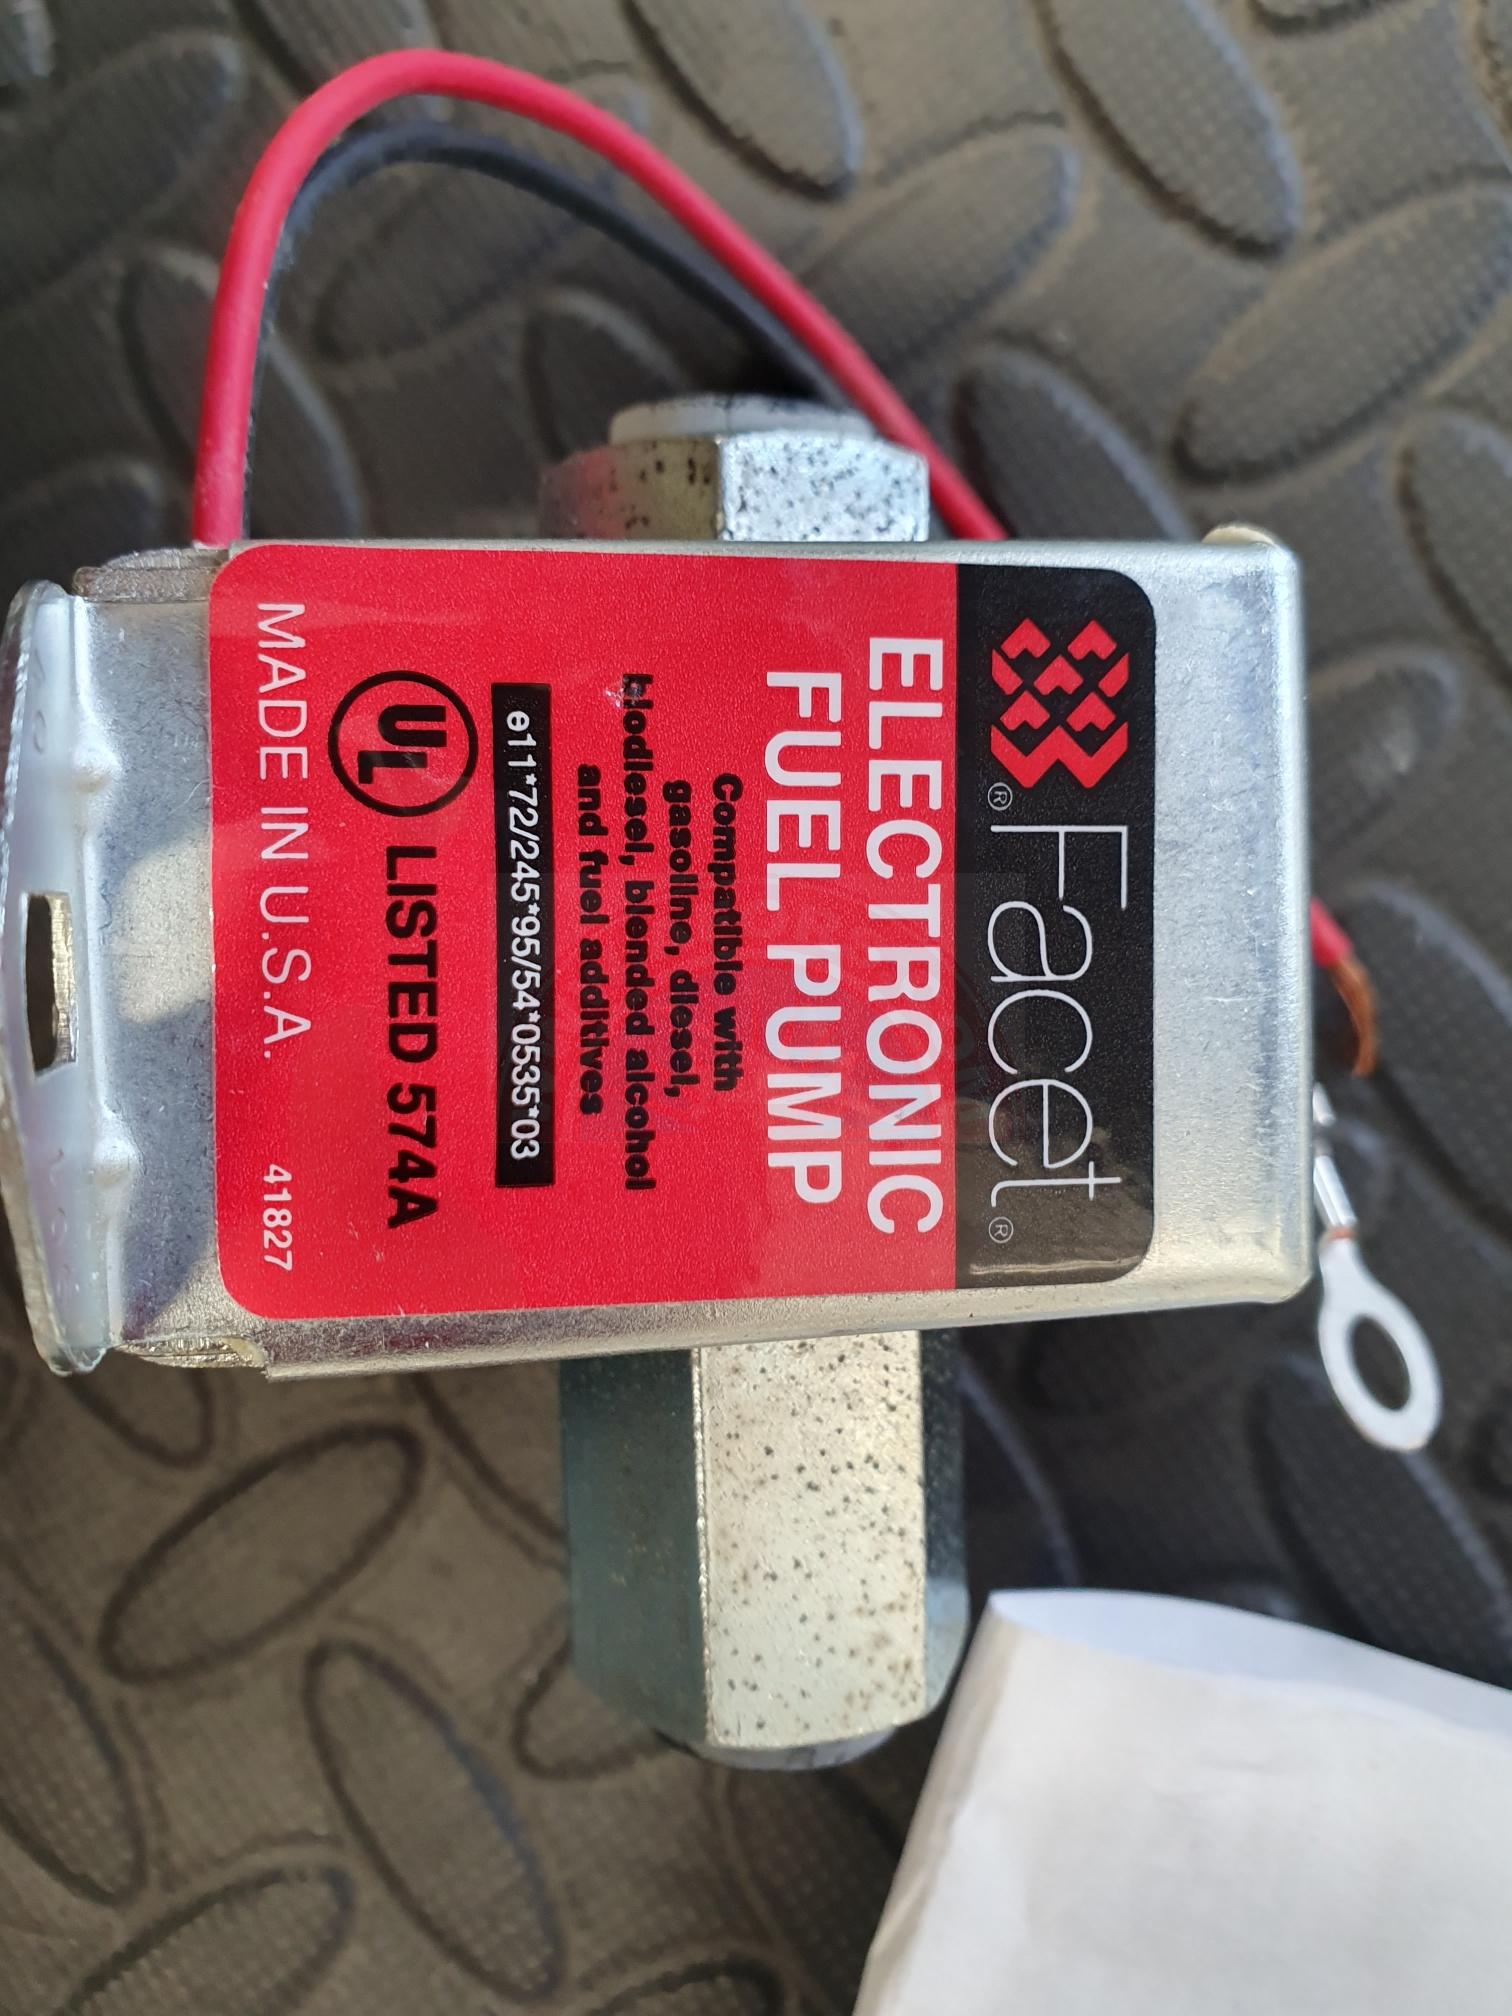 Facet®
ELECTRONIC
FUEL PUMP
Compatible with
gasoline, diesel,
biodiesel, blended alcohol
and fuel additives
e11*72/245*95/54*0535*03
UL LISTED 574A
MADE IN U.S.A. 41827